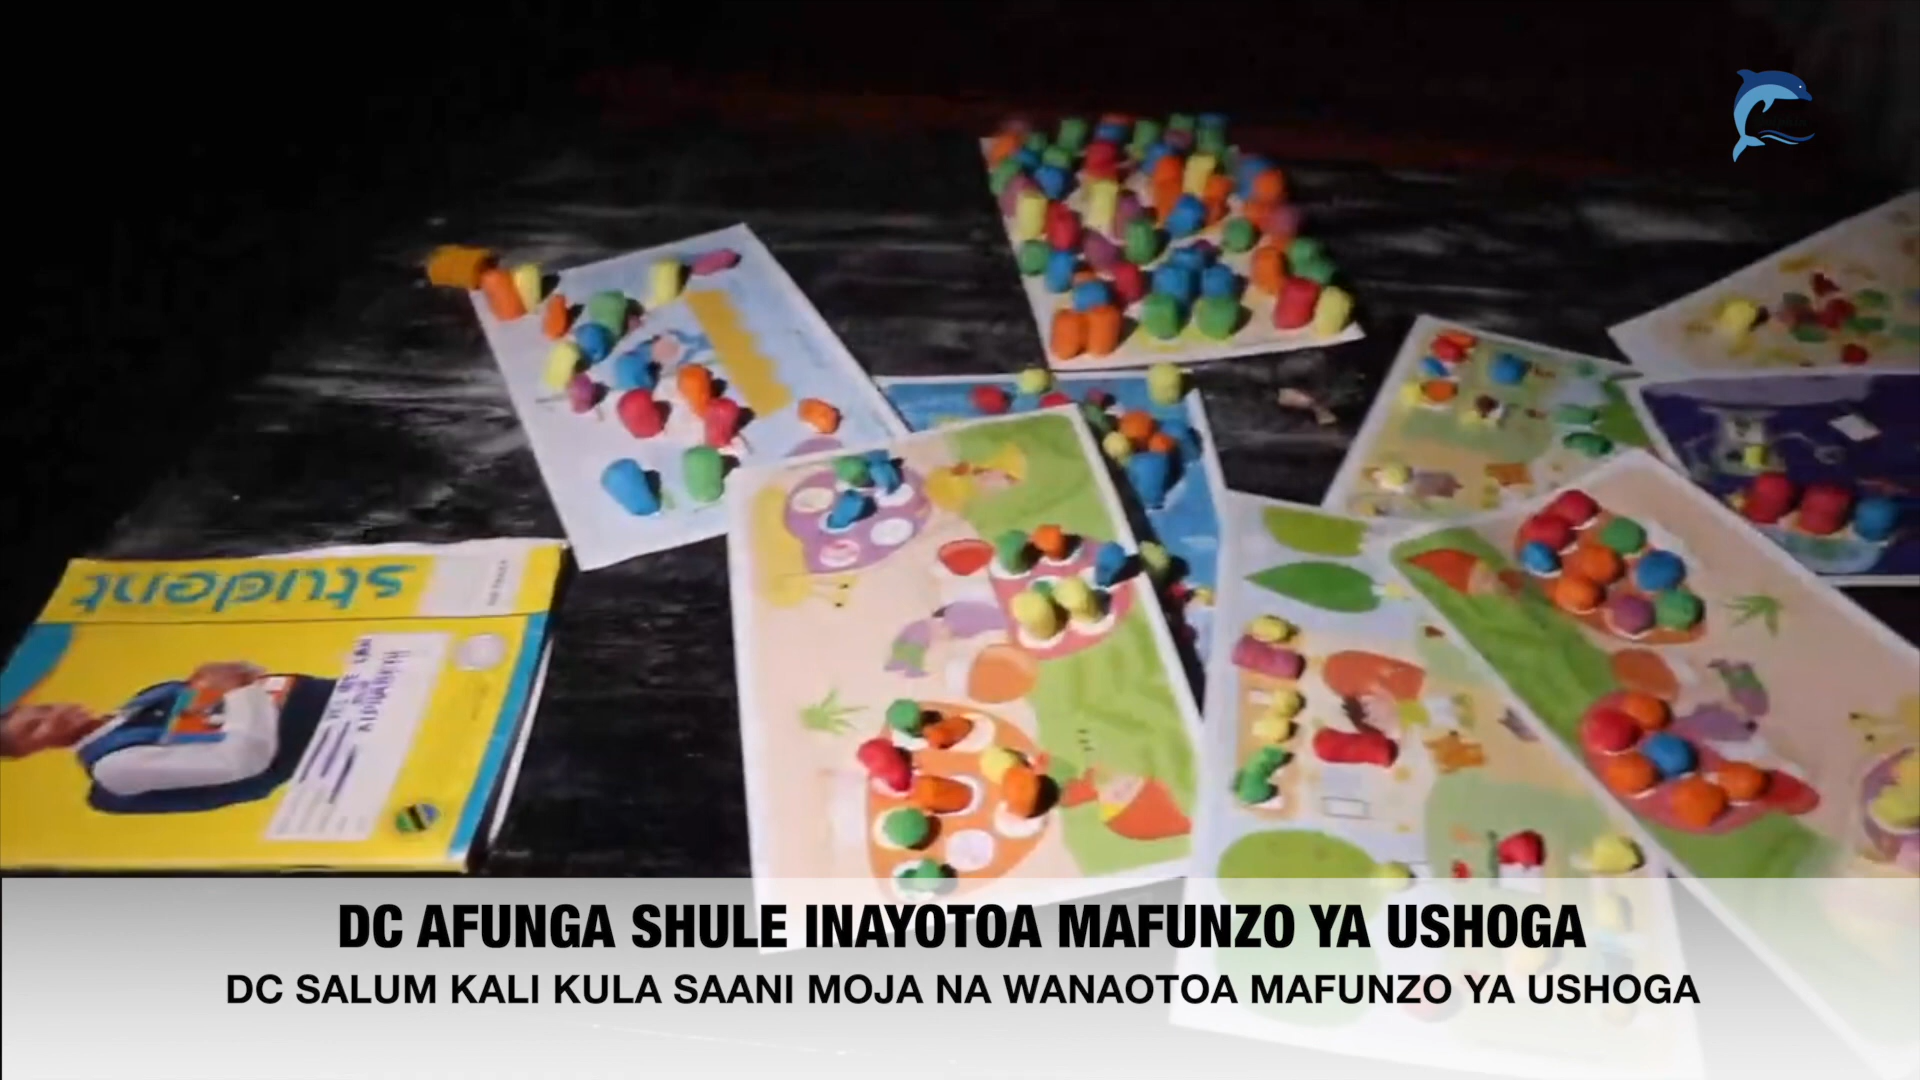 student
DC AFUNGA SHULE INAYOTOA MAFUNZO YA USHOGA
DC SALUM KALI KULA SAANI MOJA NA WANAOTOA MAFUNZO YA USHOGA